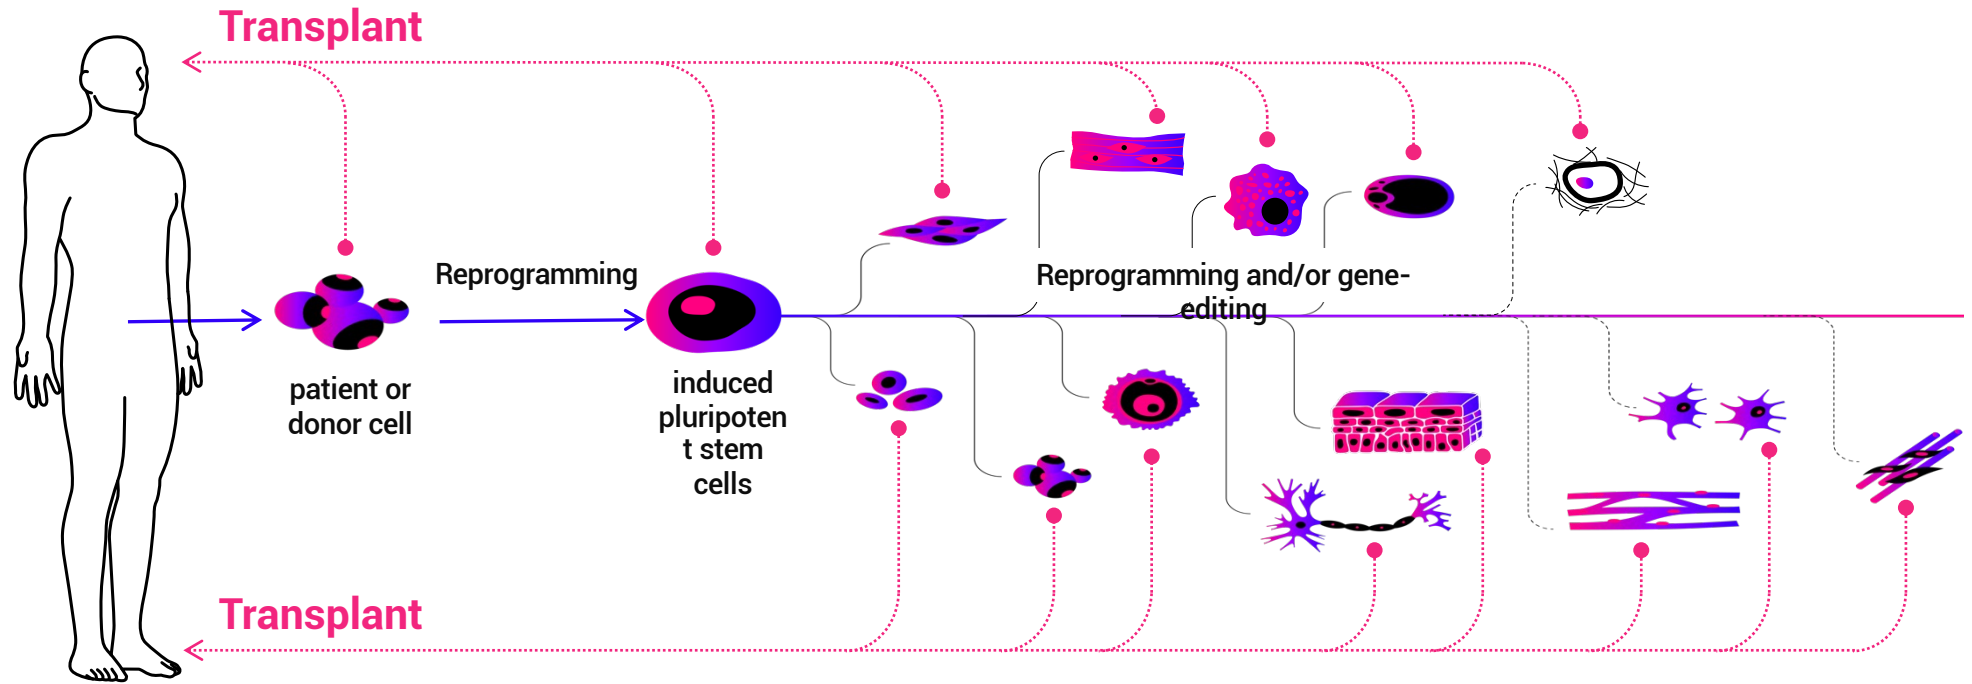 Transplant
Reprogramming
Reprogramming and/or gene-
editing
patient or
donor cell
induced
pluripoten
t stem
cells
Transplant